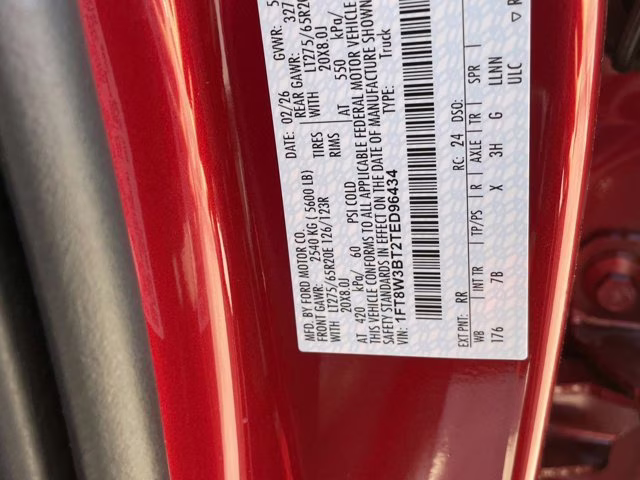 MFD. BY FORD MOTOR CO.
DATE: 02/26 GVWR: 5
FRONT GAWR: 2540 KG ( 5600 LB) REAR GAWR: 327
LT275/65R20E 126/123R TIRES WITH LT275/65R20
20X8.0J RIMS 20X8.0J
AT 420 kPa/ 60 PSI COLD AT 550 kPa/
THIS VEHICLE CONFORMS TO ALL APPLICABLE FEDERAL MOTOR VEHICLE
SAFETY STANDARDS IN EFFECT ON THE DATE OF MANUFACTURE SHOWN
1FT8W3BT2TED96434 TYPE: Truck
EXT PNT: RR RC: 24 DSO:
WB INT TR TP/PS R AXLE TR SPR
176 7B X 3H G LLNN
ULC